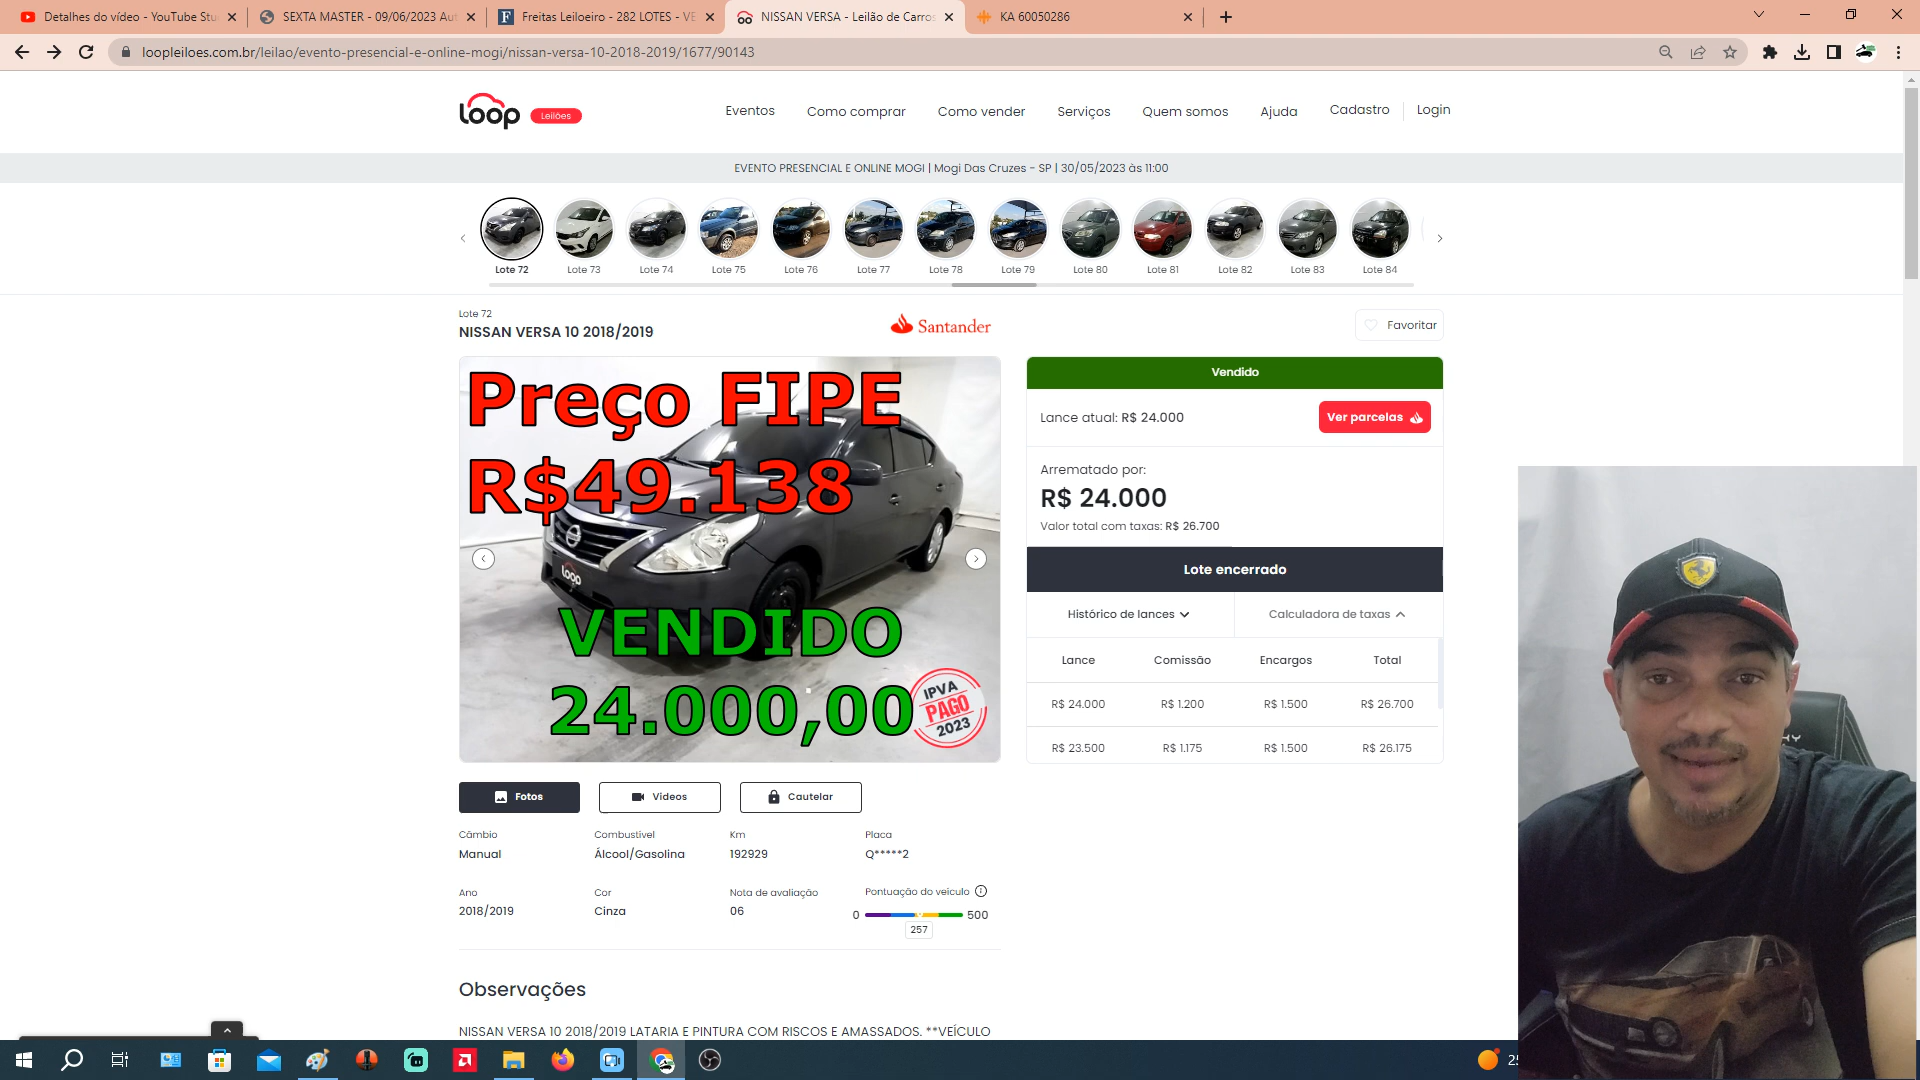 Detalhes do vídeo - YouTube Stu
SEXTA MASTER - 09/06/2023 Aut
Freitas Leiloeiro - 282 LOTES - VE
NISSAN VERSA - Leilão de Carros
KA 60050286
loopleiloes.com.br/leilao/evento-presencial-e-online-mogi/nissan-versa-10-2018-2019/1677/90143
loop Leilões
Eventos
Como comprar
Como vender
Serviços
Quem somos
Ajuda
Cadastro
Login
EVENTO PRESENCIAL E ONLINE MOGI | Mogi Das Cruzes - SP | 30/05/2023 às 11:00
Lote 72
Lote 73
Lote 74
Lote 75
Lote 76
Lote 77
Lote 78
Lote 79
Lote 80
Lote 81
Lote 82
Lote 83
Lote 84
Lote 72
NISSAN VERSA 10 2018/2019
Santander
Favoritar
Preço FIPE
R$49.138
loop
VENDIDO
24.000,00
IPVA
PAGO
2023
Vendido
Lance atual: R$ 24.000
Ver parcelas
Arrematado por:
R$ 24.000
Valor total com taxas: R$ 26.700
Lote encerrado
Histórico de lances
Calculadora de taxas
Lance Comissão Encargos Total
R$ 24.000 R$ 1.200 R$ 1.500 R$ 26.700
R$ 23.500 R$ 1.175 R$ 1.500 R$ 26.175
Fotos
Vídeos
Cautelar
Câmbio Combustível Km Placa
Manual Álcool/Gasolina 192929 Q*****2
Ano Cor Nota de avaliação Pontuação do veículo
2018/2019 Cinza 06 0 500
257
Observações
NISSAN VERSA 10 2018/2019 LATARIA E PINTURA COM RISCOS E AMASSADOS. **VEÍCULO